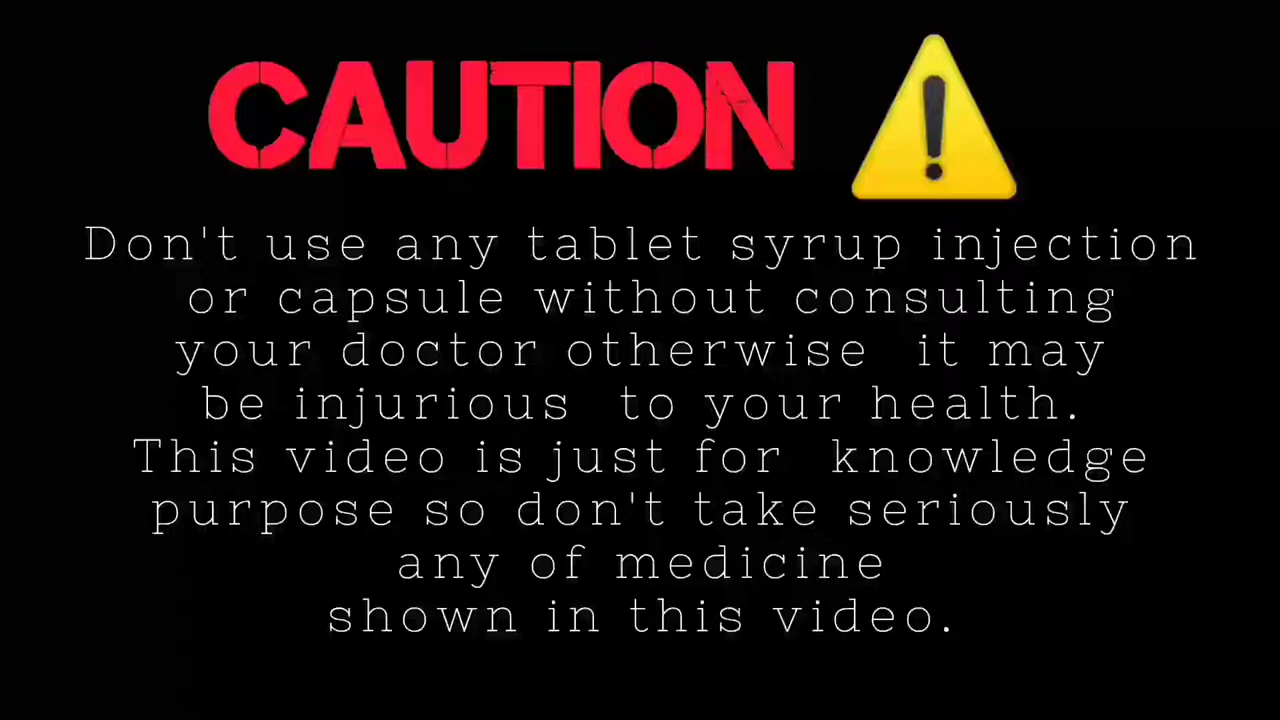 CAUTION ⚠️
Don't use any tablet syrup injection
or capsule without consulting
your doctor otherwise it may
be injurious to your health.
This video is just for knowledge
purpose so don't take seriously
any of medicine
shown in this video.